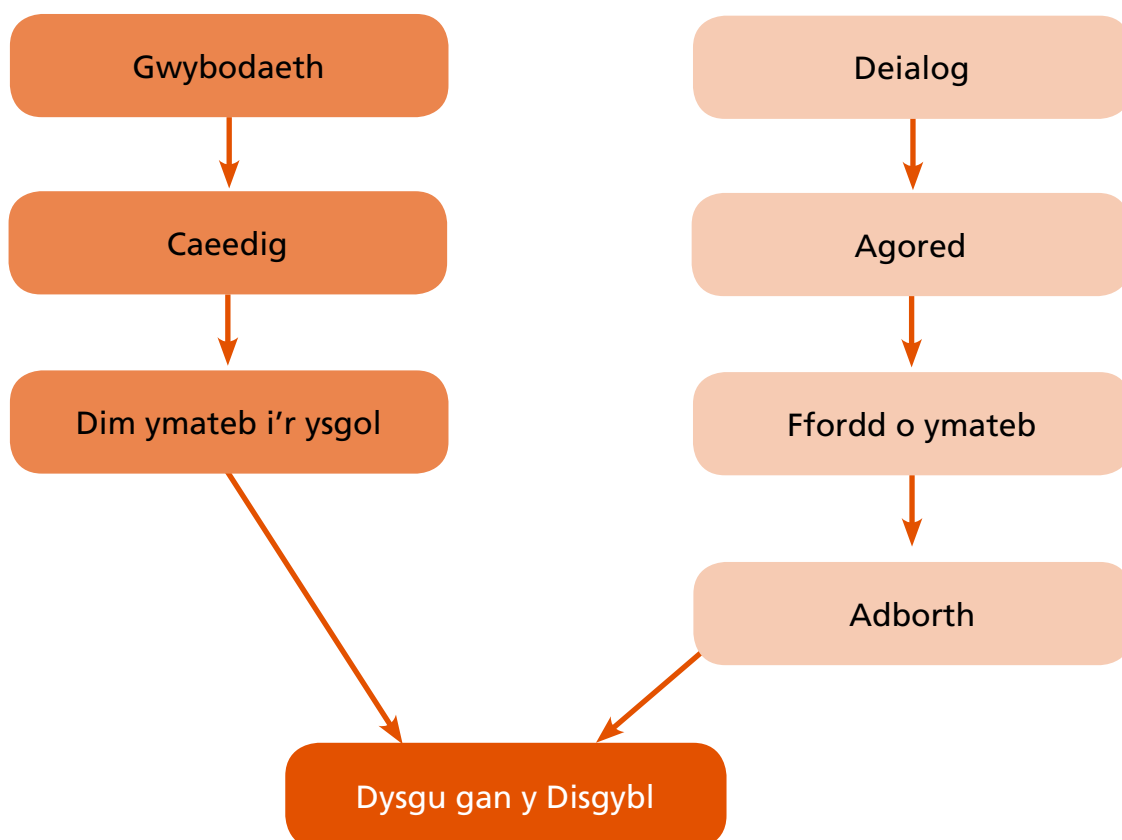 Gwybodaeth
Caeedig
Dim ymateb i'r ysgol
Deialog
Agored
Ffordd o ymateb
Adborth
Dysgu gan y Disgybl